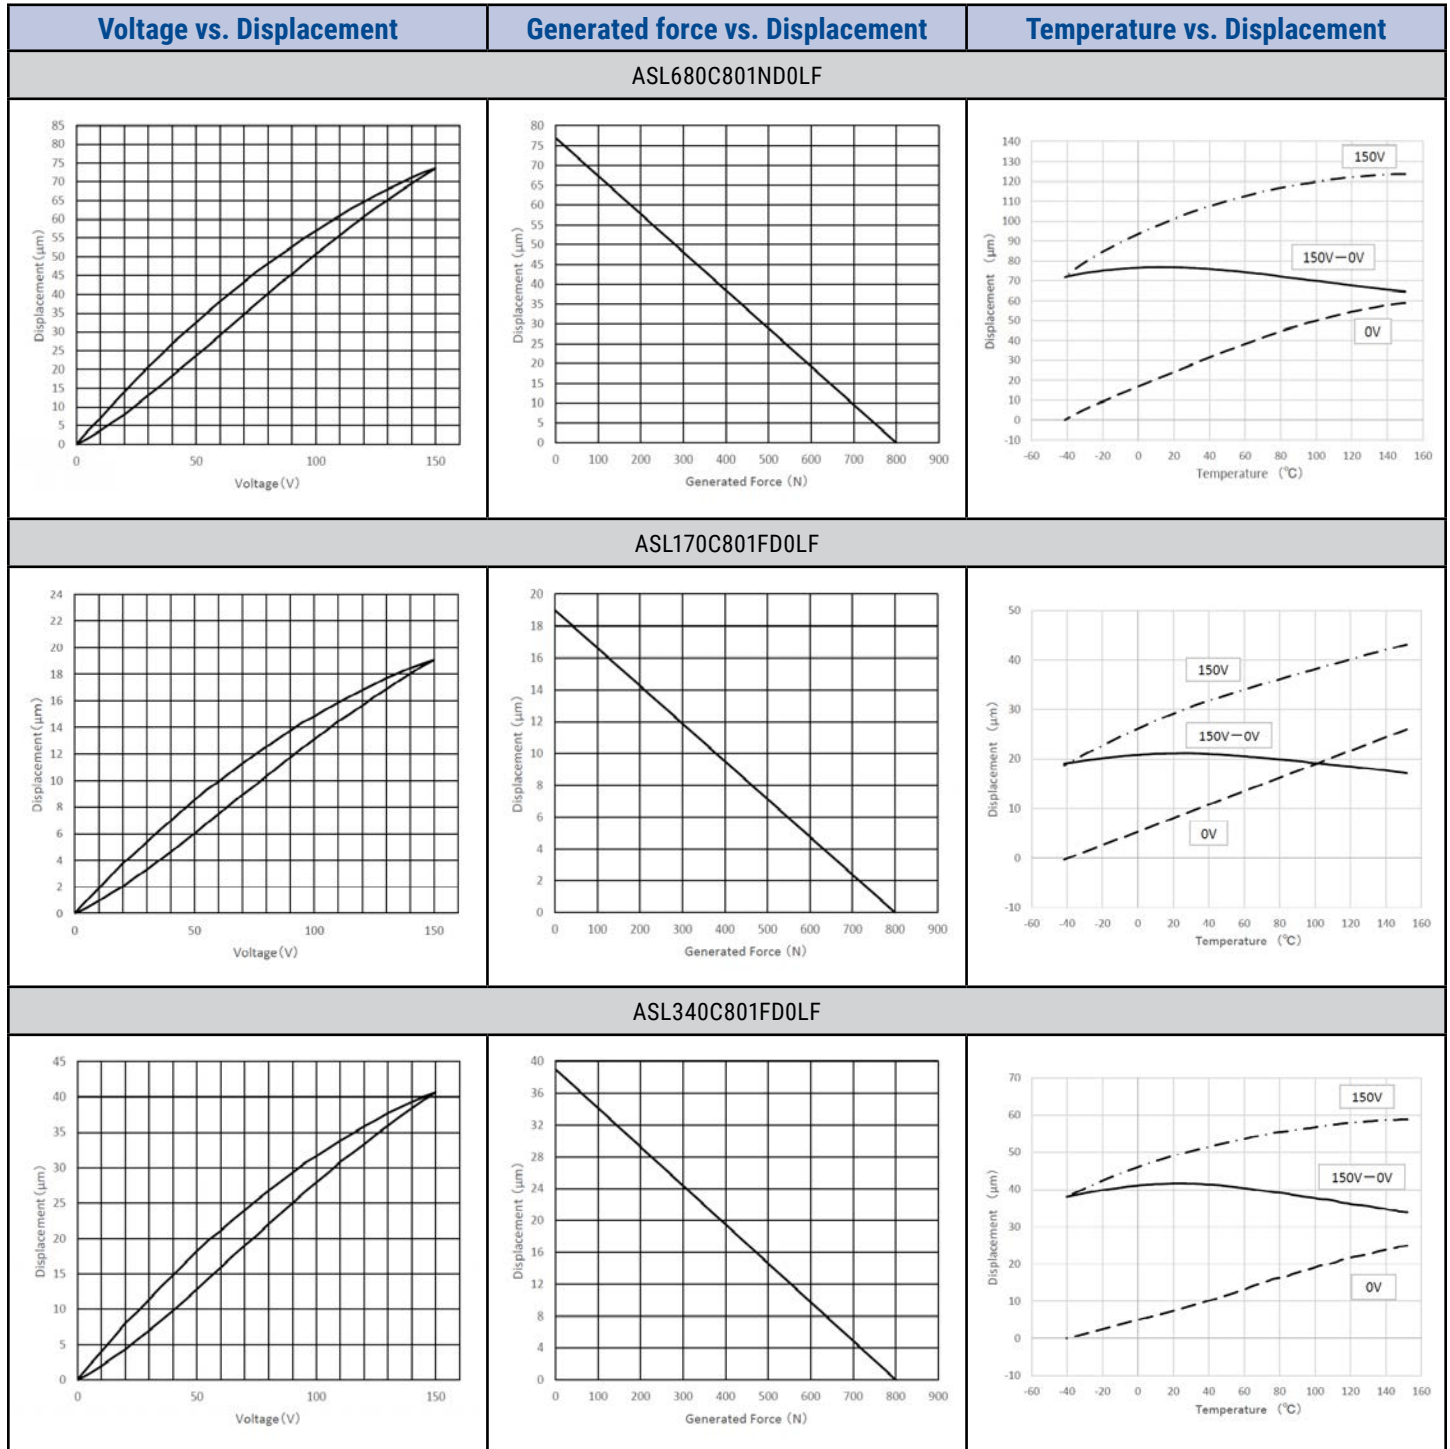 Voltage vs. Displacement
Generated force vs. Displacement
Temperature vs. Displacement
ASL680C801ND0LF
85
80
75
70
65
60
55
50
45
40
35
30
25
20
15
10
5
0
Displacement (μm)
0 50 100 150
Voltage(V)
80
75
70
65
60
55
50
45
40
35
30
25
20
15
10
5
0
Displacement (μm)
0 100 200 300 400 500 600 700 800 900
Generated Force (N)
140
130
120
110
100
90
80
70
60
50
40
30
20
10
0
-10
Displacement (μm)
150V
150V－0V
0V
-60 -40 -20 0 20 40 60 80 100 120 140 160
Temperature (℃)
ASL170C801FD0LF
24
22
20
18
16
14
12
10
8
6
4
2
0
Displacement (μm)
0 50 100 150
Voltage(V)
20
18
16
14
12
10
8
6
4
2
0
Displacement (μm)
0 100 200 300 400 500 600 700 800 900
Generated Force (N)
50
40
30
20
10
0
-10
Displacement (μm)
150V
150V－0V
0V
-60 -40 -20 0 20 40 60 80 100 120 140 160
Temperature (℃)
ASL340C801FD0LF
45
40
35
30
25
20
15
10
5
0
Displacement (μm)
0 50 100 150
Voltage(V)
40
36
32
28
24
20
16
12
8
4
0
Displacement (μm)
0 100 200 300 400 500 600 700 800 900
Generated Force (N)
70
60
50
40
30
20
10
0
-10
Displacement (μm)
150V
150V－0V
0V
-60 -40 -20 0 20 40 60 80 100 120 140 160
Temperature (℃)